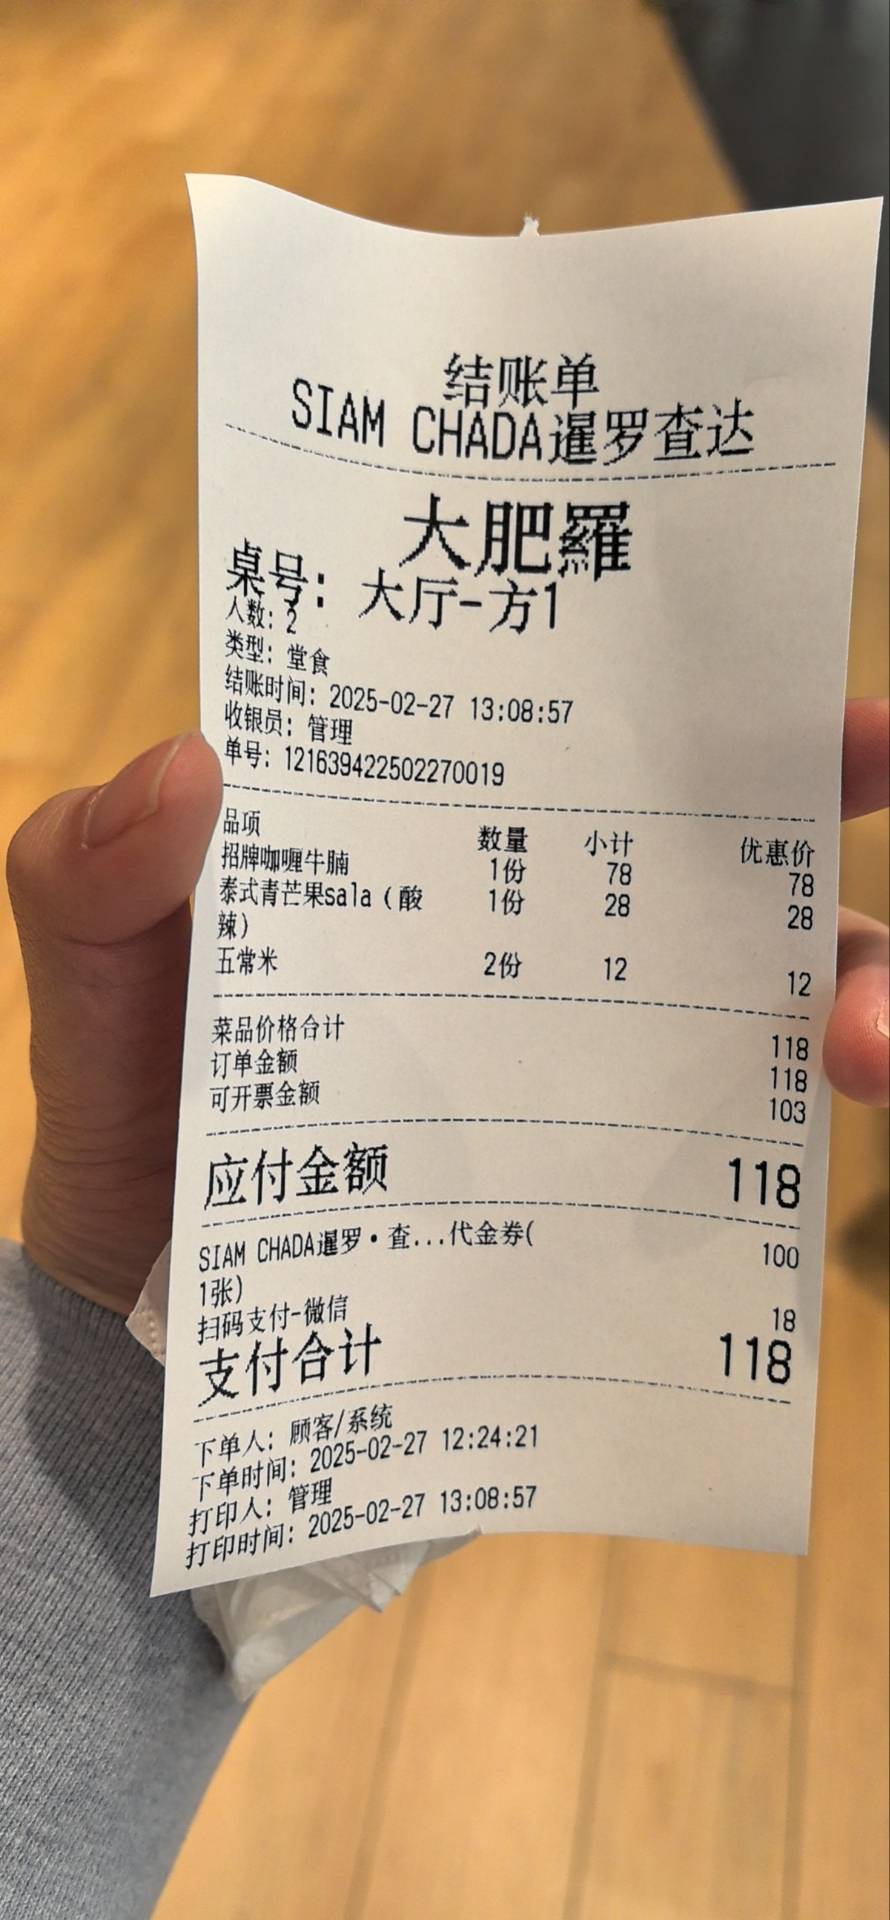 结账单
SIAM CHADA暹罗查达
大肥羅
桌号: 大厅-方1
人数: 2
类型: 堂食
结账时间: 2025-02-27 13:08:57
收银员: 管理
单号: 121639422502270019
品项 数量 小计 优惠价
招牌咖喱牛腩 1份 78 78
泰式青芒果sala(酸 1份 28 28
辣)
五常米 2份 12 12
菜品价格合计 118
订单金额 118
可开票金额 103
应付金额 118
SIAM CHADA暹罗·查...代金券( 100
1张)
扫码支付-微信 18
支付合计 118
下单人: 顾客/系统
下单时间: 2025-02-27 12:24:21
打印人: 管理
打印时间: 2025-02-27 13:08:57